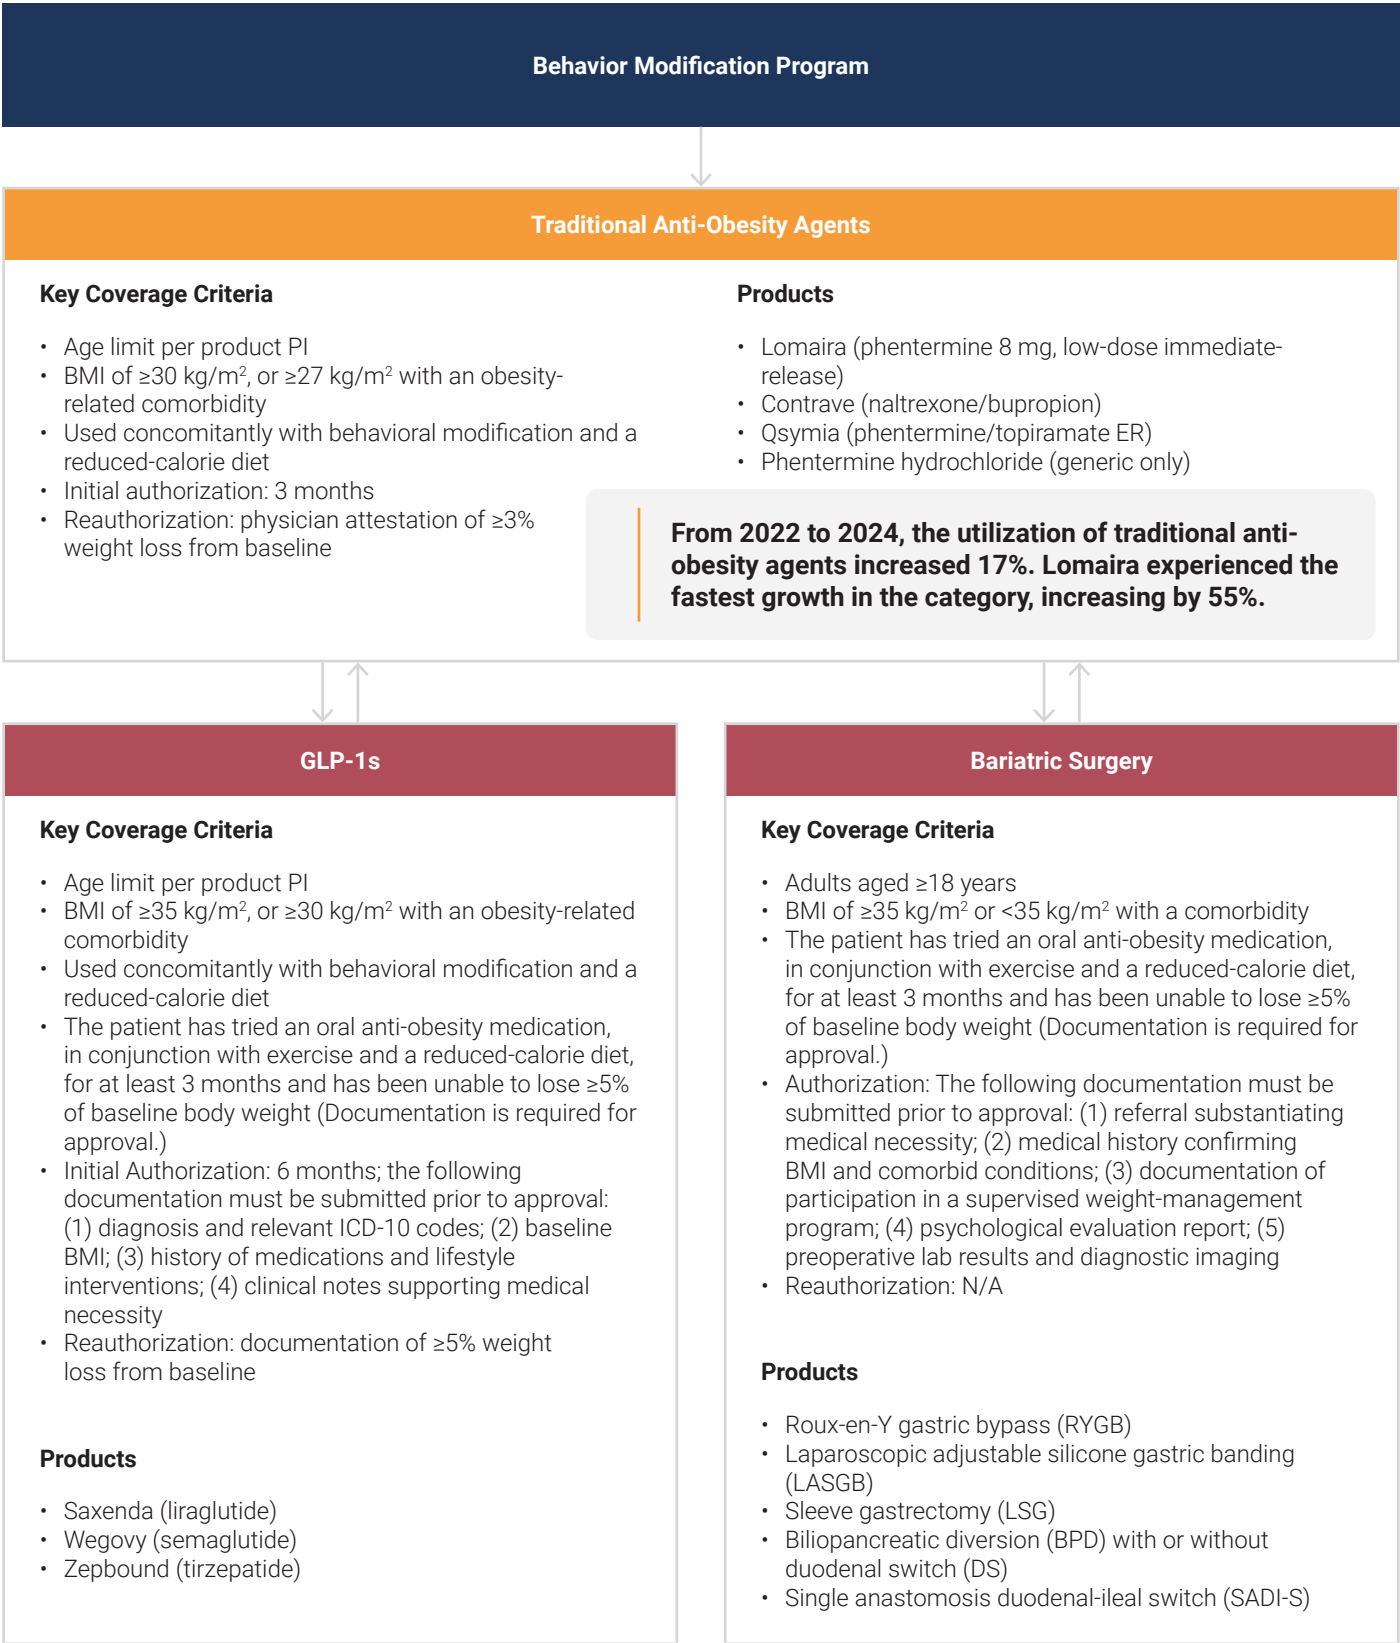 Behavior Modification Program
Traditional Anti-Obesity Agents
Key Coverage Criteria
• Age limit per product PI
• BMI of ≥30 kg/m², or ≥27 kg/m² with an obesity-
related comorbidity
• Used concomitantly with behavioral modification and a
reduced-calorie diet
• Initial authorization: 3 months
• Reauthorization: physician attestation of ≥3%
weight loss from baseline
Products
• Lomaira (phentermine 8 mg, low-dose immediate-
release)
• Contrave (naltrexone/bupropion)
• Qsymia (phentermine/topiramate ER)
• Phentermine hydrochloride (generic only)
From 2022 to 2024, the utilization of traditional anti-
obesity agents increased 17%. Lomaira experienced the
fastest growth in the category, increasing by 55%.
GLP-1s
Key Coverage Criteria
• Age limit per product PI
• BMI of ≥35 kg/m², or ≥30 kg/m² with an obesity-related
comorbidity
• Used concomitantly with behavioral modification and a
reduced-calorie diet
• The patient has tried an oral anti-obesity medication,
in conjunction with exercise and a reduced-calorie diet,
for at least 3 months and has been unable to lose ≥5%
of baseline body weight (Documentation is required for
approval.)
• Initial Authorization: 6 months; the following
documentation must be submitted prior to approval:
(1) diagnosis and relevant ICD-10 codes; (2) baseline
BMI; (3) history of medications and lifestyle
interventions; (4) clinical notes supporting medical
necessity
• Reauthorization: documentation of ≥5% weight
loss from baseline
Products
• Saxenda (liraglutide)
• Wegovy (semaglutide)
• Zepbound (tirzepatide)
Bariatric Surgery
Key Coverage Criteria
• Adults aged ≥18 years
• BMI of ≥35 kg/m² or <35 kg/m² with a comorbidity
• The patient has tried an oral anti-obesity medication,
in conjunction with exercise and a reduced-calorie diet,
for at least 3 months and has been unable to lose ≥5%
of baseline body weight (Documentation is required for
approval.)
• Authorization: The following documentation must be
submitted prior to approval: (1) referral substantiating
medical necessity; (2) medical history confirming
BMI and comorbid conditions; (3) documentation of
participation in a supervised weight-management
program; (4) psychological evaluation report; (5)
preoperative lab results and diagnostic imaging
• Reauthorization: N/A
Products
• Roux-en-Y gastric bypass (RYGB)
• Laparoscopic adjustable silicone gastric banding
(LASGB)
• Sleeve gastrectomy (LSG)
• Biliopancreatic diversion (BPD) with or without
duodenal switch (DS)
• Single anastomosis duodenal-ileal switch (SADI-S)